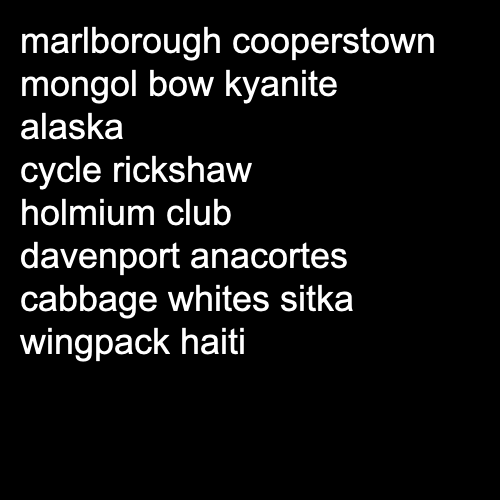 marlborough cooperstown
mongol bow kyanite
alaska
cycle rickshaw
holmium club
davenport anacortes
cabbage whites sitka
wingpack haiti